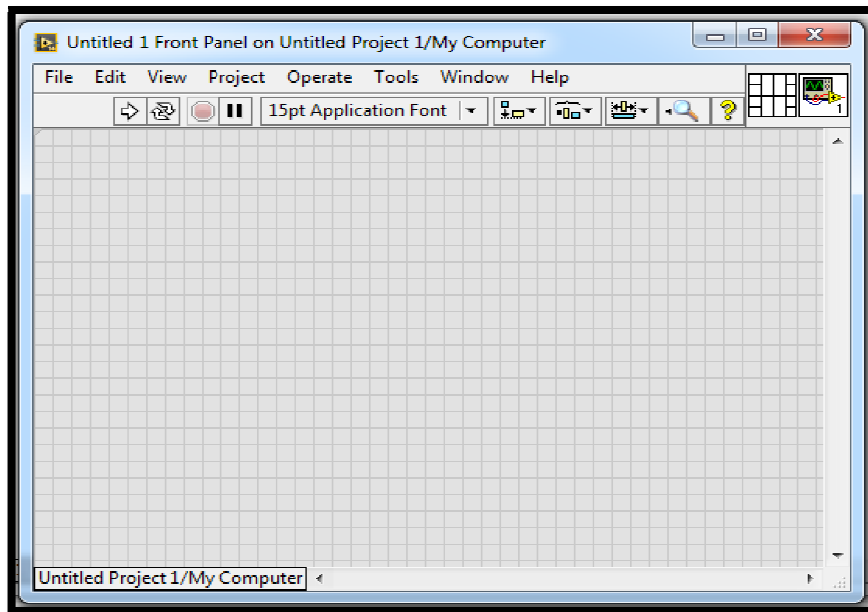 Untitled 1 Front Panel on Untitled Project 1/My Computer
File Edit View Project Operate Tools Window Help
15pt Application Font
?
1
Untitled Project 1/My Computer